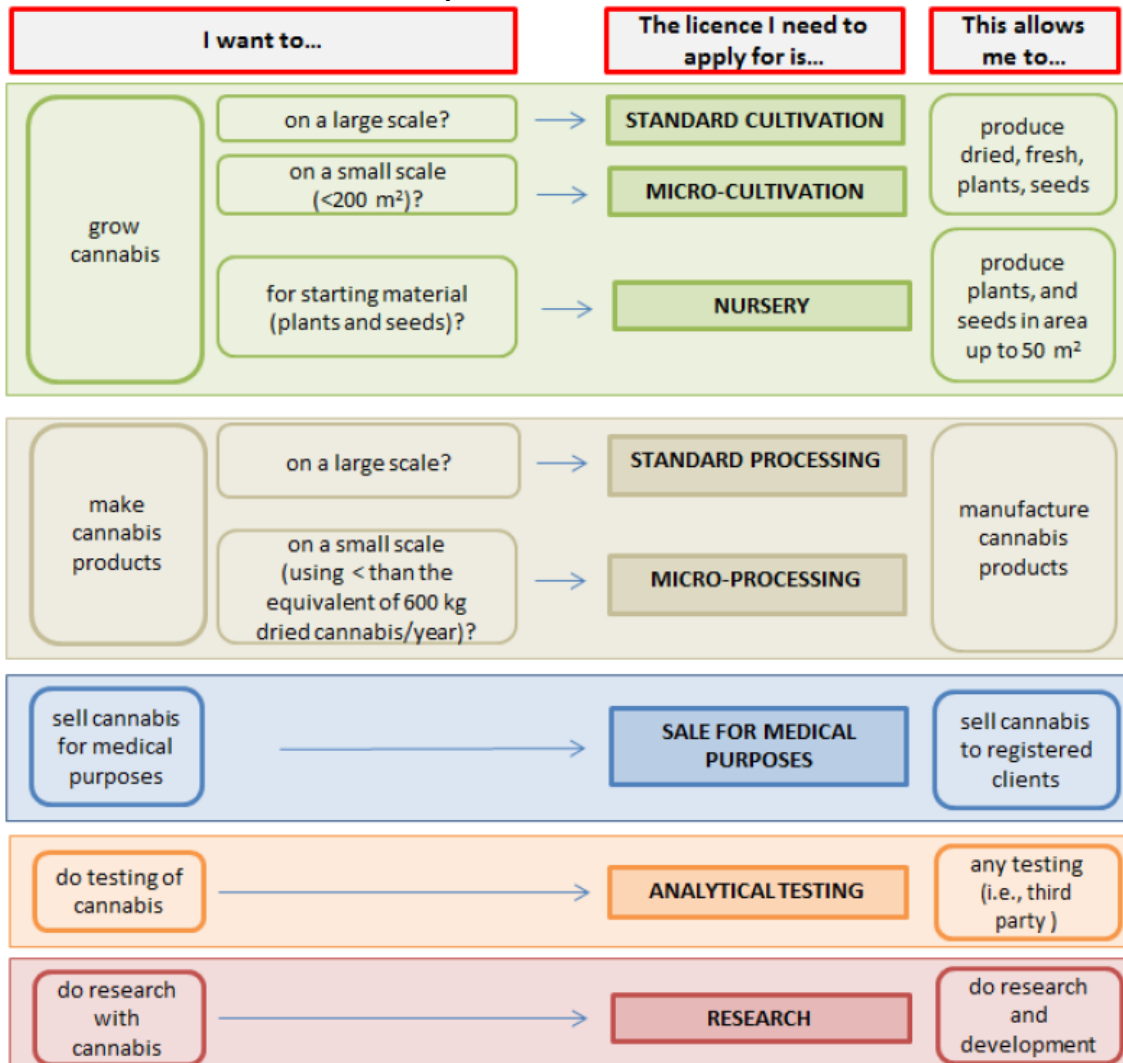 I want to...
The licence I need to
apply for is...
This allows
me to...
grow
cannabis
on a large scale?
STANDARD CULTIVATION
on a small scale
(<200 m²)?
MICRO-CULTIVATION
produce
dried, fresh,
plants, seeds
for starting material
(plants and seeds)?
NURSERY
produce
plants, and
seeds in area
up to 50 m²
make
cannabis
products
on a large scale?
STANDARD PROCESSING
on a small scale
(using < than the
equivalent of 600 kg
dried cannabis/year)?
MICRO-PROCESSING
manufacture
cannabis
products
sell cannabis
for medical
purposes
SALE FOR MEDICAL
PURPOSES
sell cannabis
to registered
clients
do testing of
cannabis
ANALYTICAL TESTING
any testing
(i.e., third
party )
do research
with
cannabis
RESEARCH
do research
and
development